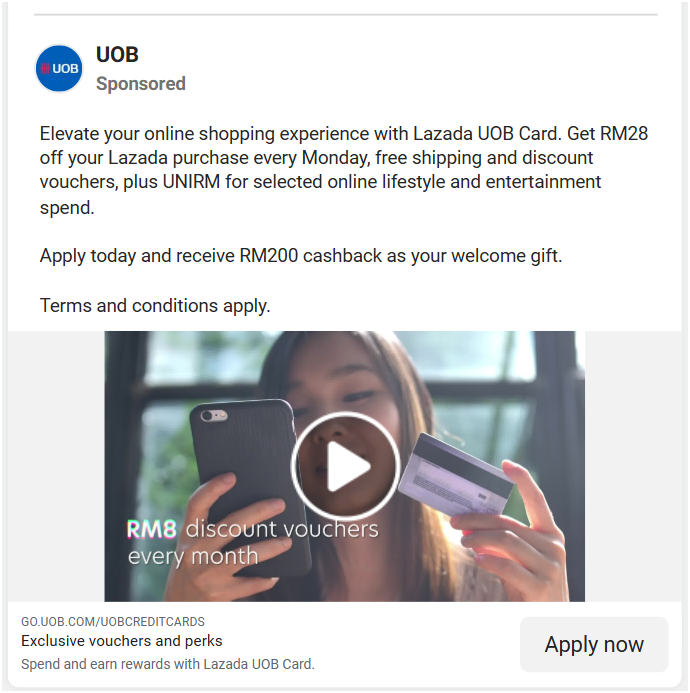 UOB
UOB
Sponsored
Elevate your online shopping experience with Lazada UOB Card. Get RM28
off your Lazada purchase every Monday, free shipping and discount
vouchers, plus UNIRM for selected online lifestyle and entertainment
spend.
Apply today and receive RM200 cashback as your welcome gift.
Terms and conditions apply.
RM8 discount vouchers
every month
GO.UOB.COM/UOBCREDITCARDS
Exclusive vouchers and perks
Spend and earn rewards with Lazada UOB Card.
Apply now